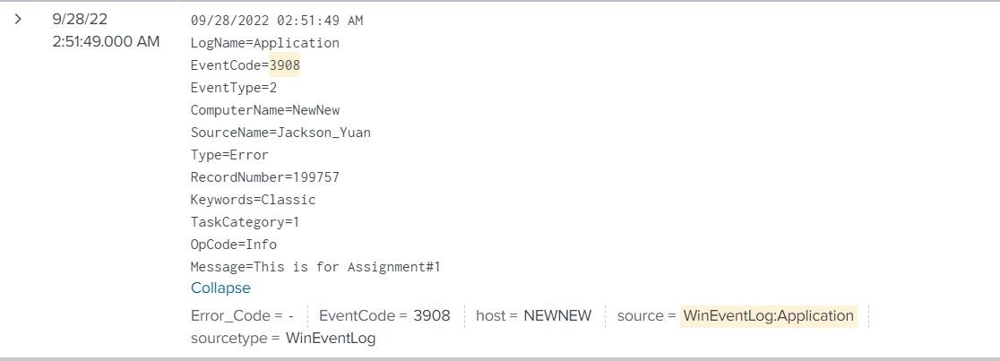 9/28/22
2:51:49.000 AM
09/28/2022 02:51:49 AM
LogName=Application
EventCode=3908
EventType=2
ComputerName=NewNew
SourceName=Jackson_Yuan
Type=Error
RecordNumber=199757
Keywords=Classic
TaskCategory=1
OpCode=Info
Message=This is for Assignment#1
Collapse
Error_Code = - EventCode = 3908 host = NEWNEW source = WinEventLog:Application
sourcetype = WinEventLog